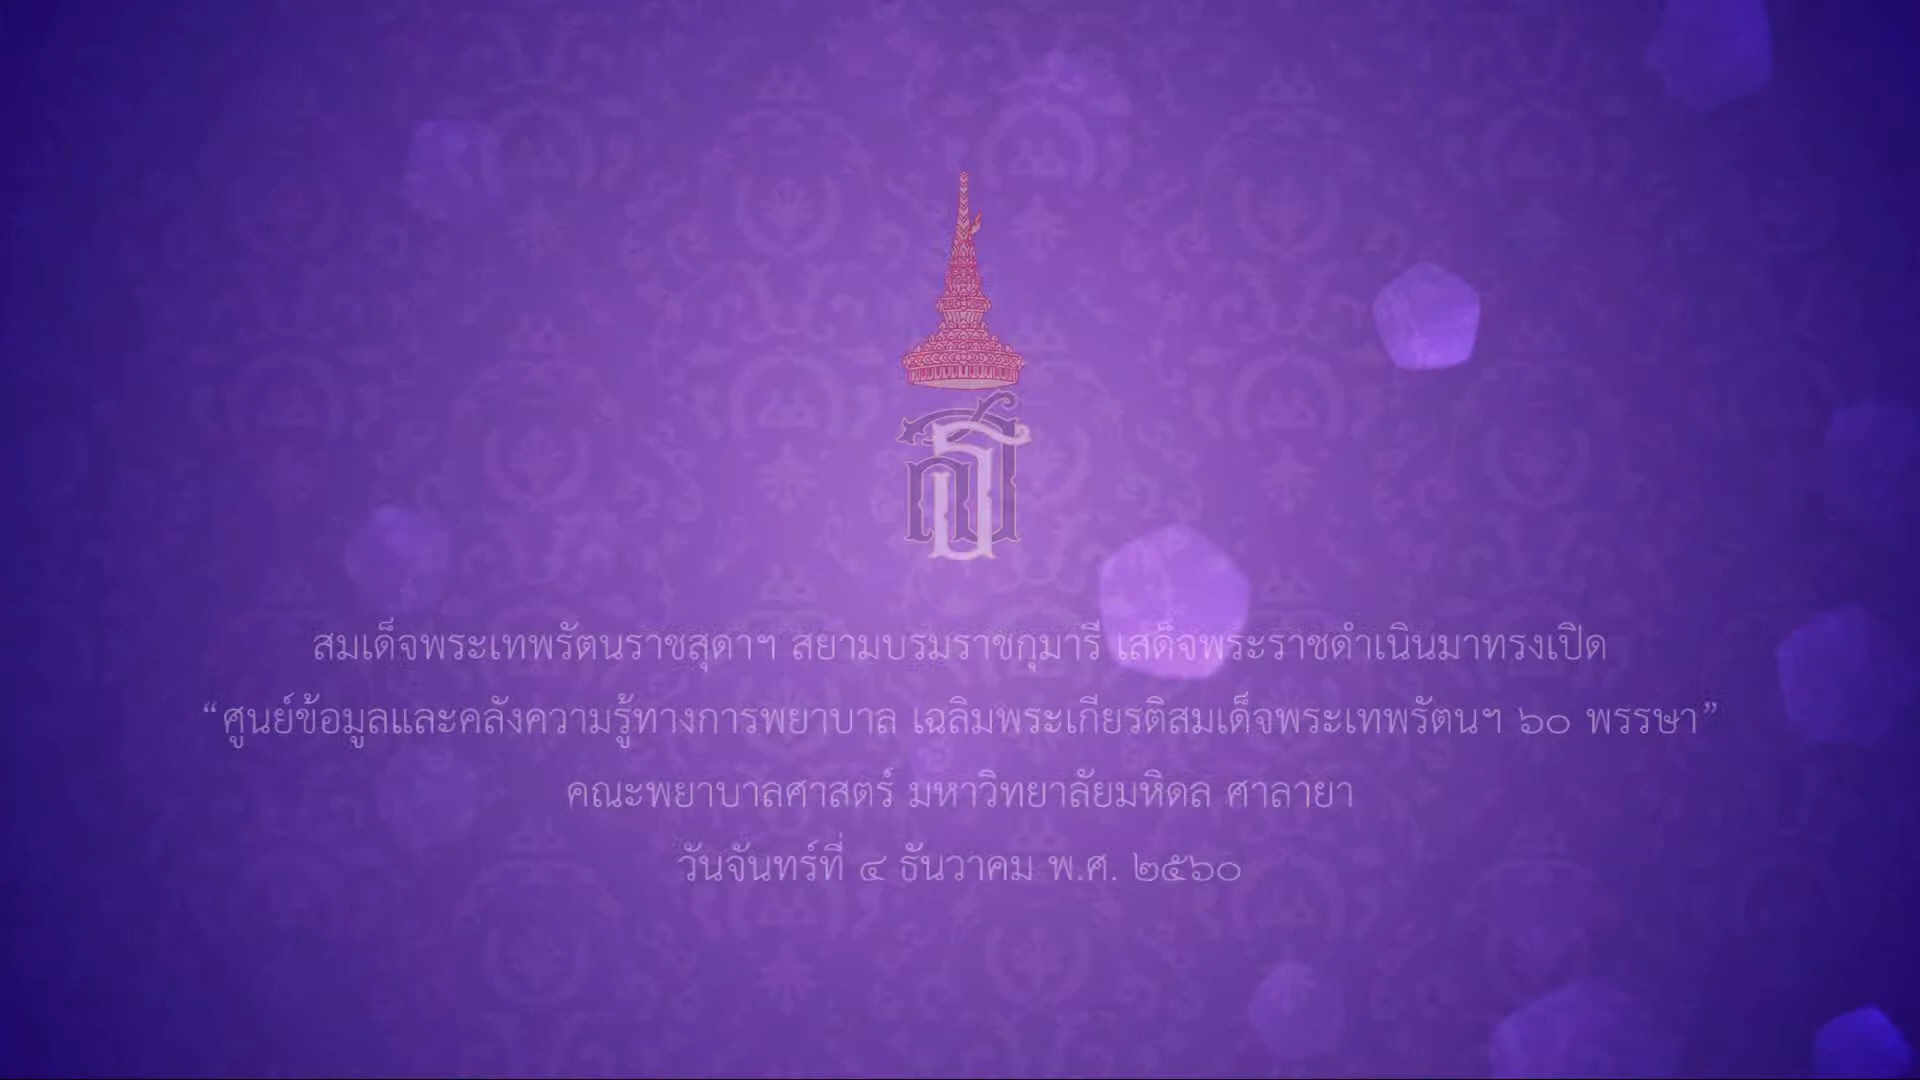 สธ
สมเด็จพระเทพรัตนราชสุดาฯ สยามบรมราชกุมารี เสด็จพระราชดำเนินมาทรงเปิด
“ศูนย์ข้อมูลและคลังความรู้ทางการพยาบาล เฉลิมพระเกียรติสมเด็จพระเทพรัตนฯ ๖๐ พรรษา”
คณะพยาบาลศาสตร์ มหาวิทยาลัยมหิดล ศาลายา
วันจันทร์ที่ ๔ ธันวาคม พ.ศ. ๒๕๖๐